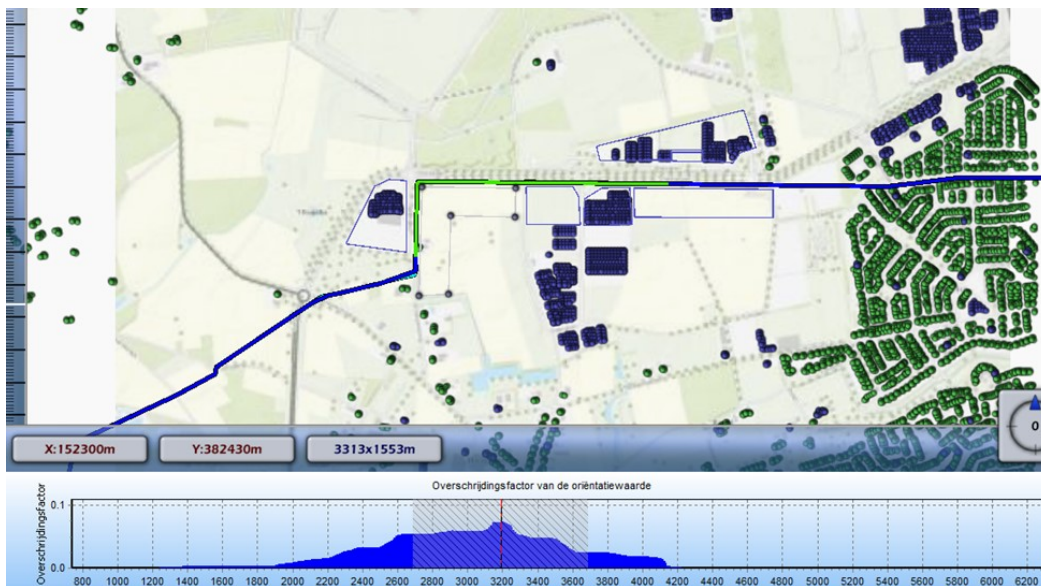 X:152300m
Y:382430m
3313x1553m
0
Overschrijdingsfactor van de oriëntatiewaarde
Overschrijdingsfactor
0.1
0.0
800 1000 1200 1400 1600 1800 2000 2200 2400 2600 2800 3000 3200 3400 3600 3800 4000 4200 4400 4600 4800 5000 5200 5400 5600 5800 6000 6200